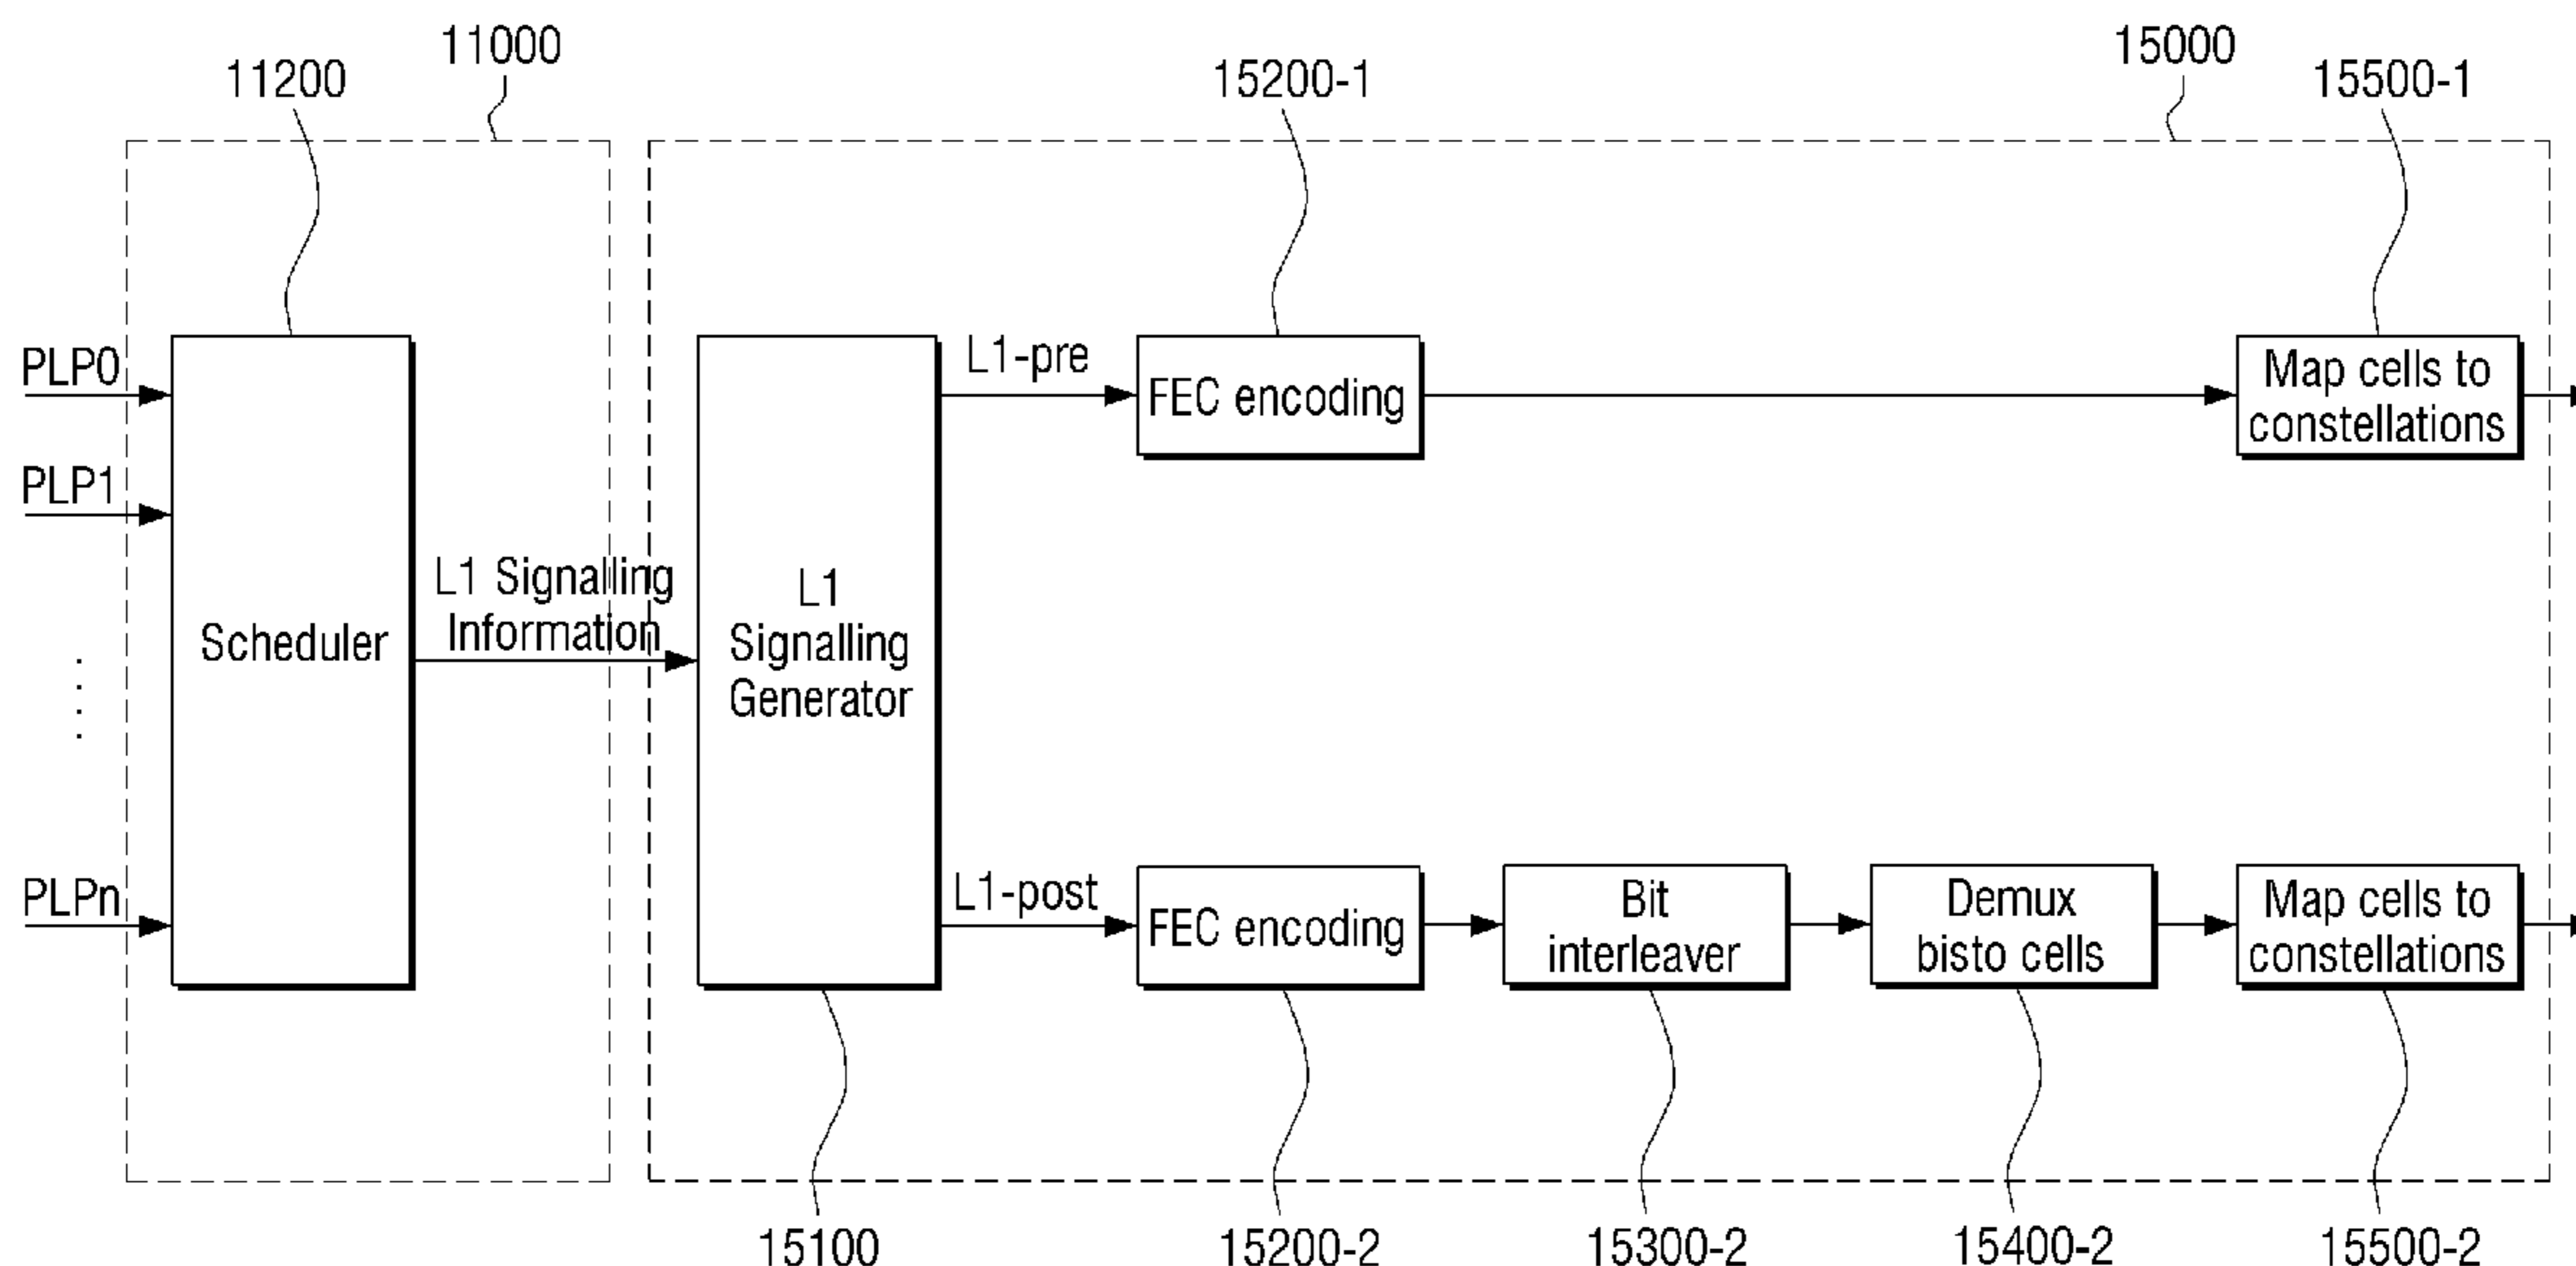 11000
15000
11200
15200-1
15500-1
PLP0
L1-pre
FEC encoding
Map cells to
constellations
PLP1
L1 Signalling
Information
Scheduler
L1
Signalling
Generator
PLPn
L1-post
FEC encoding
Bit
interleaver
Demux
bisto cells
Map cells to
constellations
15100
15200-2
15300-2
15400-2
15500-2